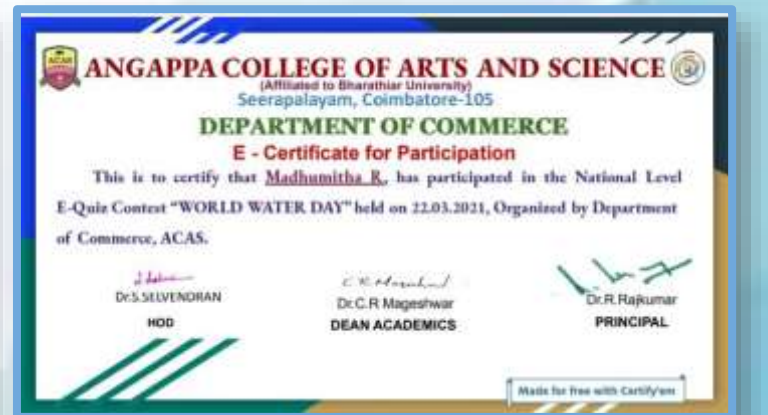 ACAS
ANGAPPA COLLEGE OF ARTS AND SCIENCE
(Affiliated to Bharathiar University)
Seerapalayam, Coimbatore-105
DEPARTMENT OF COMMERCE
E - Certificate for Participation
This is to certify that Madhumitha R, has participated in the National Level
E-Quiz Contest "WORLD WATER DAY" held on 22.03.2021, Organized by Department
of Commerce, ACAS.
Dr.S.SELVENDRAN
HOD
Dr.C.R Mageshwar
DEAN ACADEMICS
Dr.R.Rajkumar
PRINCIPAL
Made for free with Certify'em